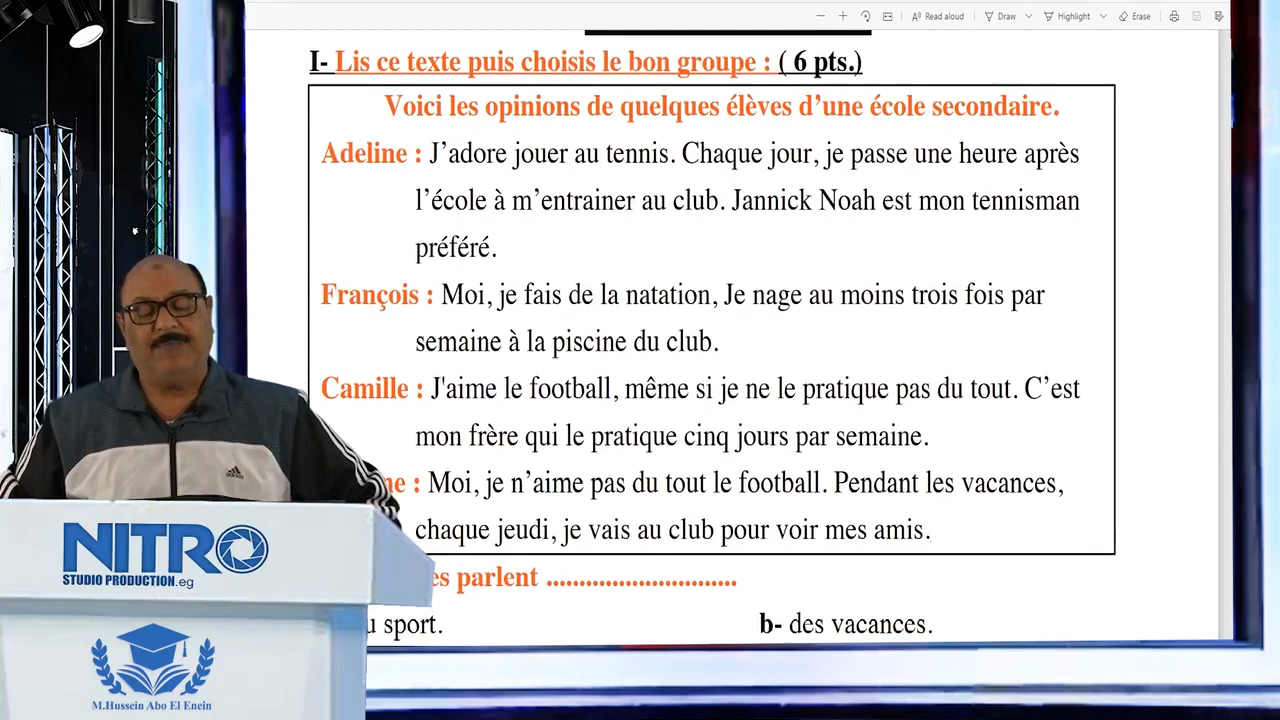 Read aloud
Draw
Highlight
Erase
I- Lis ce texte puis choisis le bon groupe : ( 6 pts.)
Voici les opinions de quelques élèves d’une école secondaire.
Adeline : J’adore jouer au tennis. Chaque jour, je passe une heure après
l’école à m’entrainer au club. Jannick Noah est mon tennisman
préféré.
François : Moi, je fais de la natation, Je nage au moins trois fois par
semaine à la piscine du club.
Camille : J'aime le football, même si je ne le pratique pas du tout. C’est
mon frère qui le pratique cinq jours par semaine.
: Moi, je n’aime pas du tout le football. Pendant les vacances,
chaque jeudi, je vais au club pour voir mes amis.
parlent .............................
sport.
b- des vacances.
adidas
NITRO
STUDIO PRODUCTION.eg
M.Hussein Abo El Enein